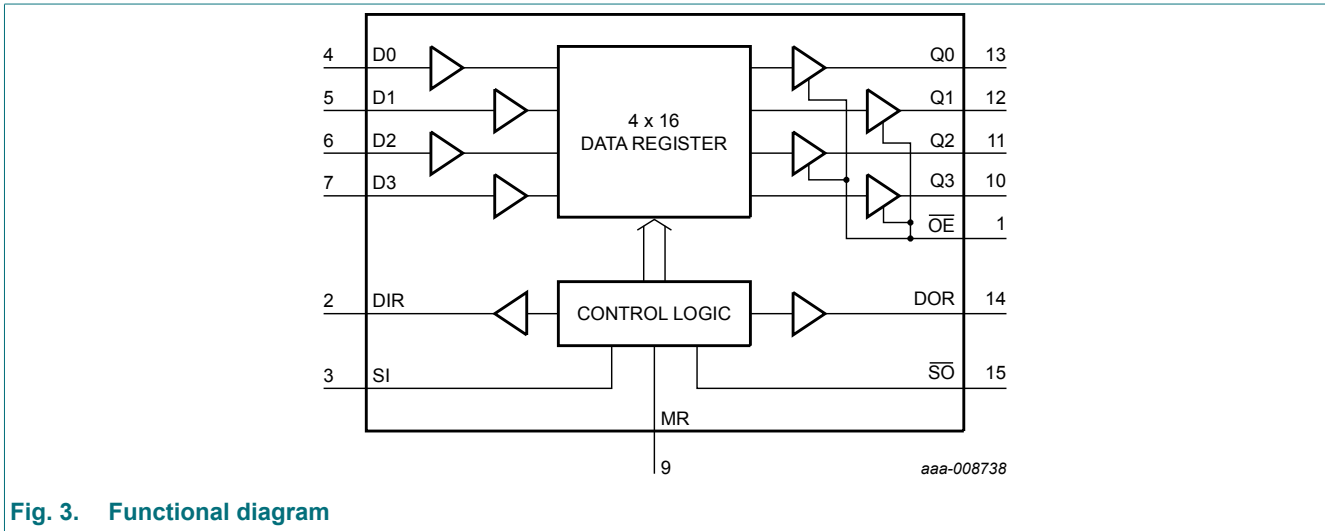 4 D0 Q0 13
5 D1 Q1 12
4 x 16
DATA REGISTER
6 D2 Q2 11
7 D3 Q3 10
OE 1
2 DIR CONTROL LOGIC DOR 14
3 SI SO 15
MR
9
aaa-008738
Fig. 3. Functional diagram